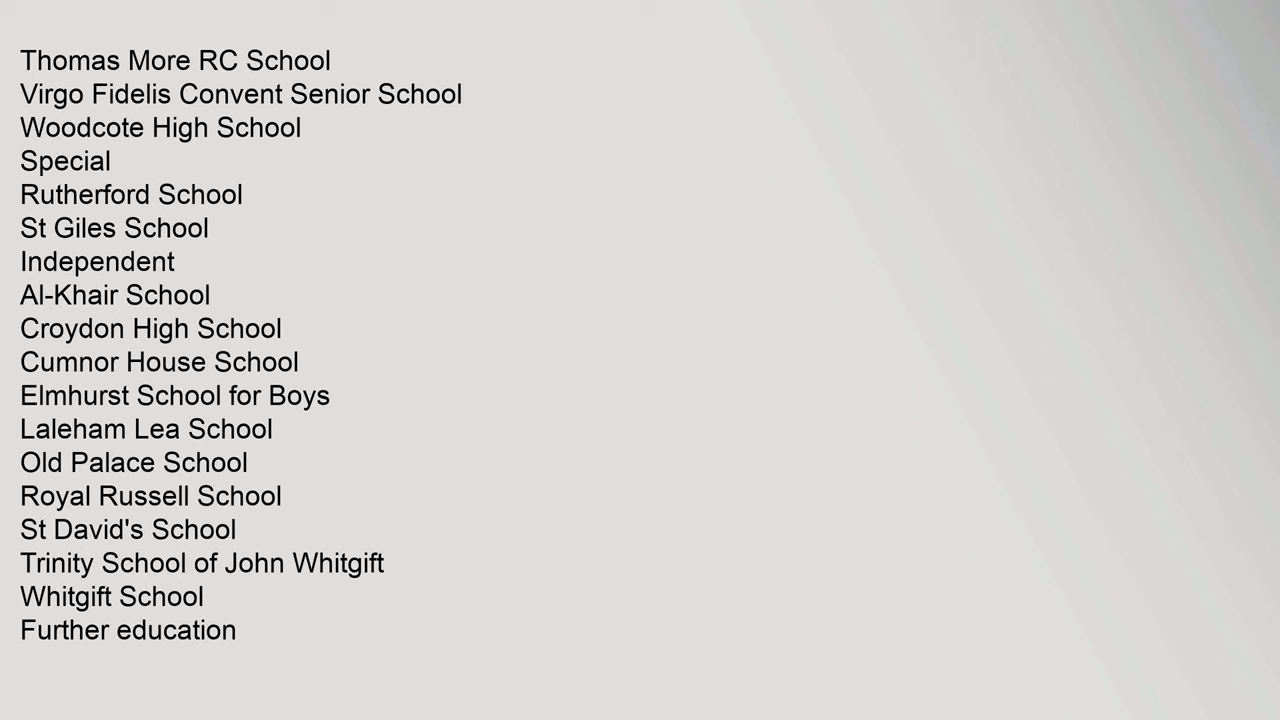 Thomas More RC School
Virgo Fidelis Convent Senior School
Woodcote High School
Special
Rutherford School
St Giles School
Independent
Al-Khair School
Croydon High School
Cumnor House School
Elmhurst School for Boys
Laleham Lea School
Old Palace School
Royal Russell School
St David's School
Trinity School of John Whitgift
Whitgift School
Further education